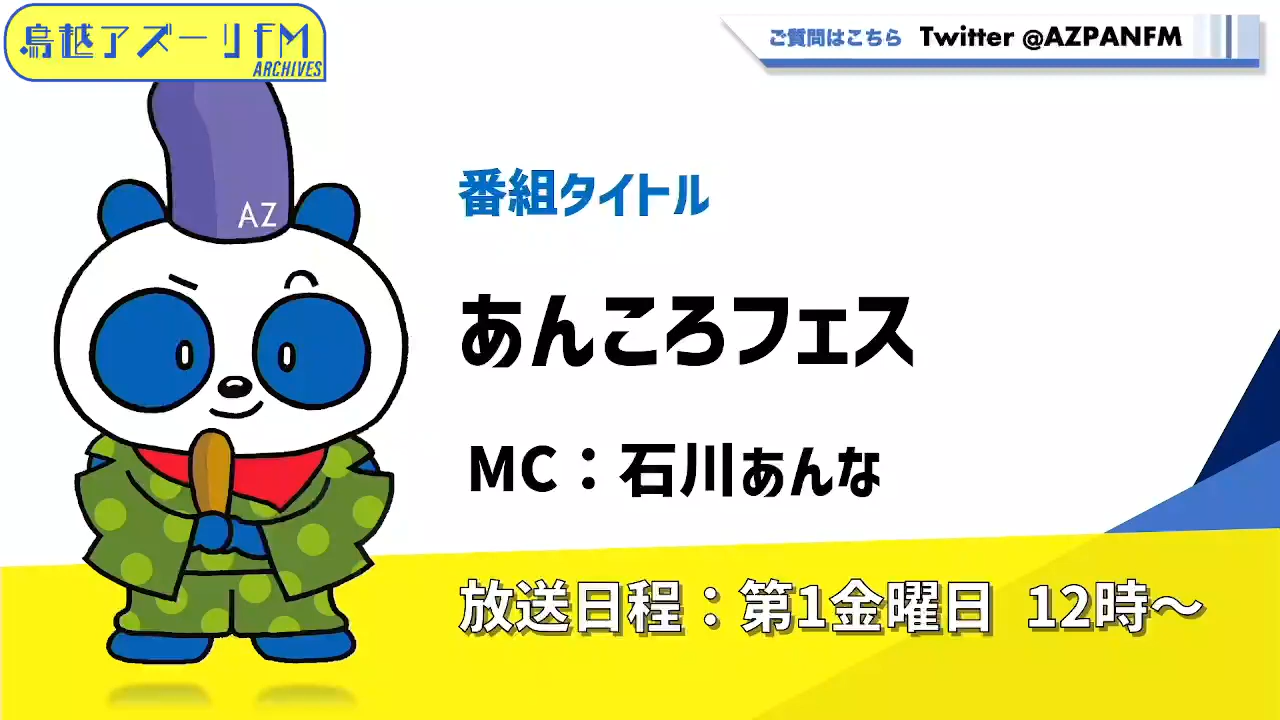 鳥越アズーリFM
ARCHIVES
ご質問はこちら Twitter @AZPANFM
AZ
番組タイトル
あんころフェス
MC：石川あんな
放送日程：第1金曜日 12時〜